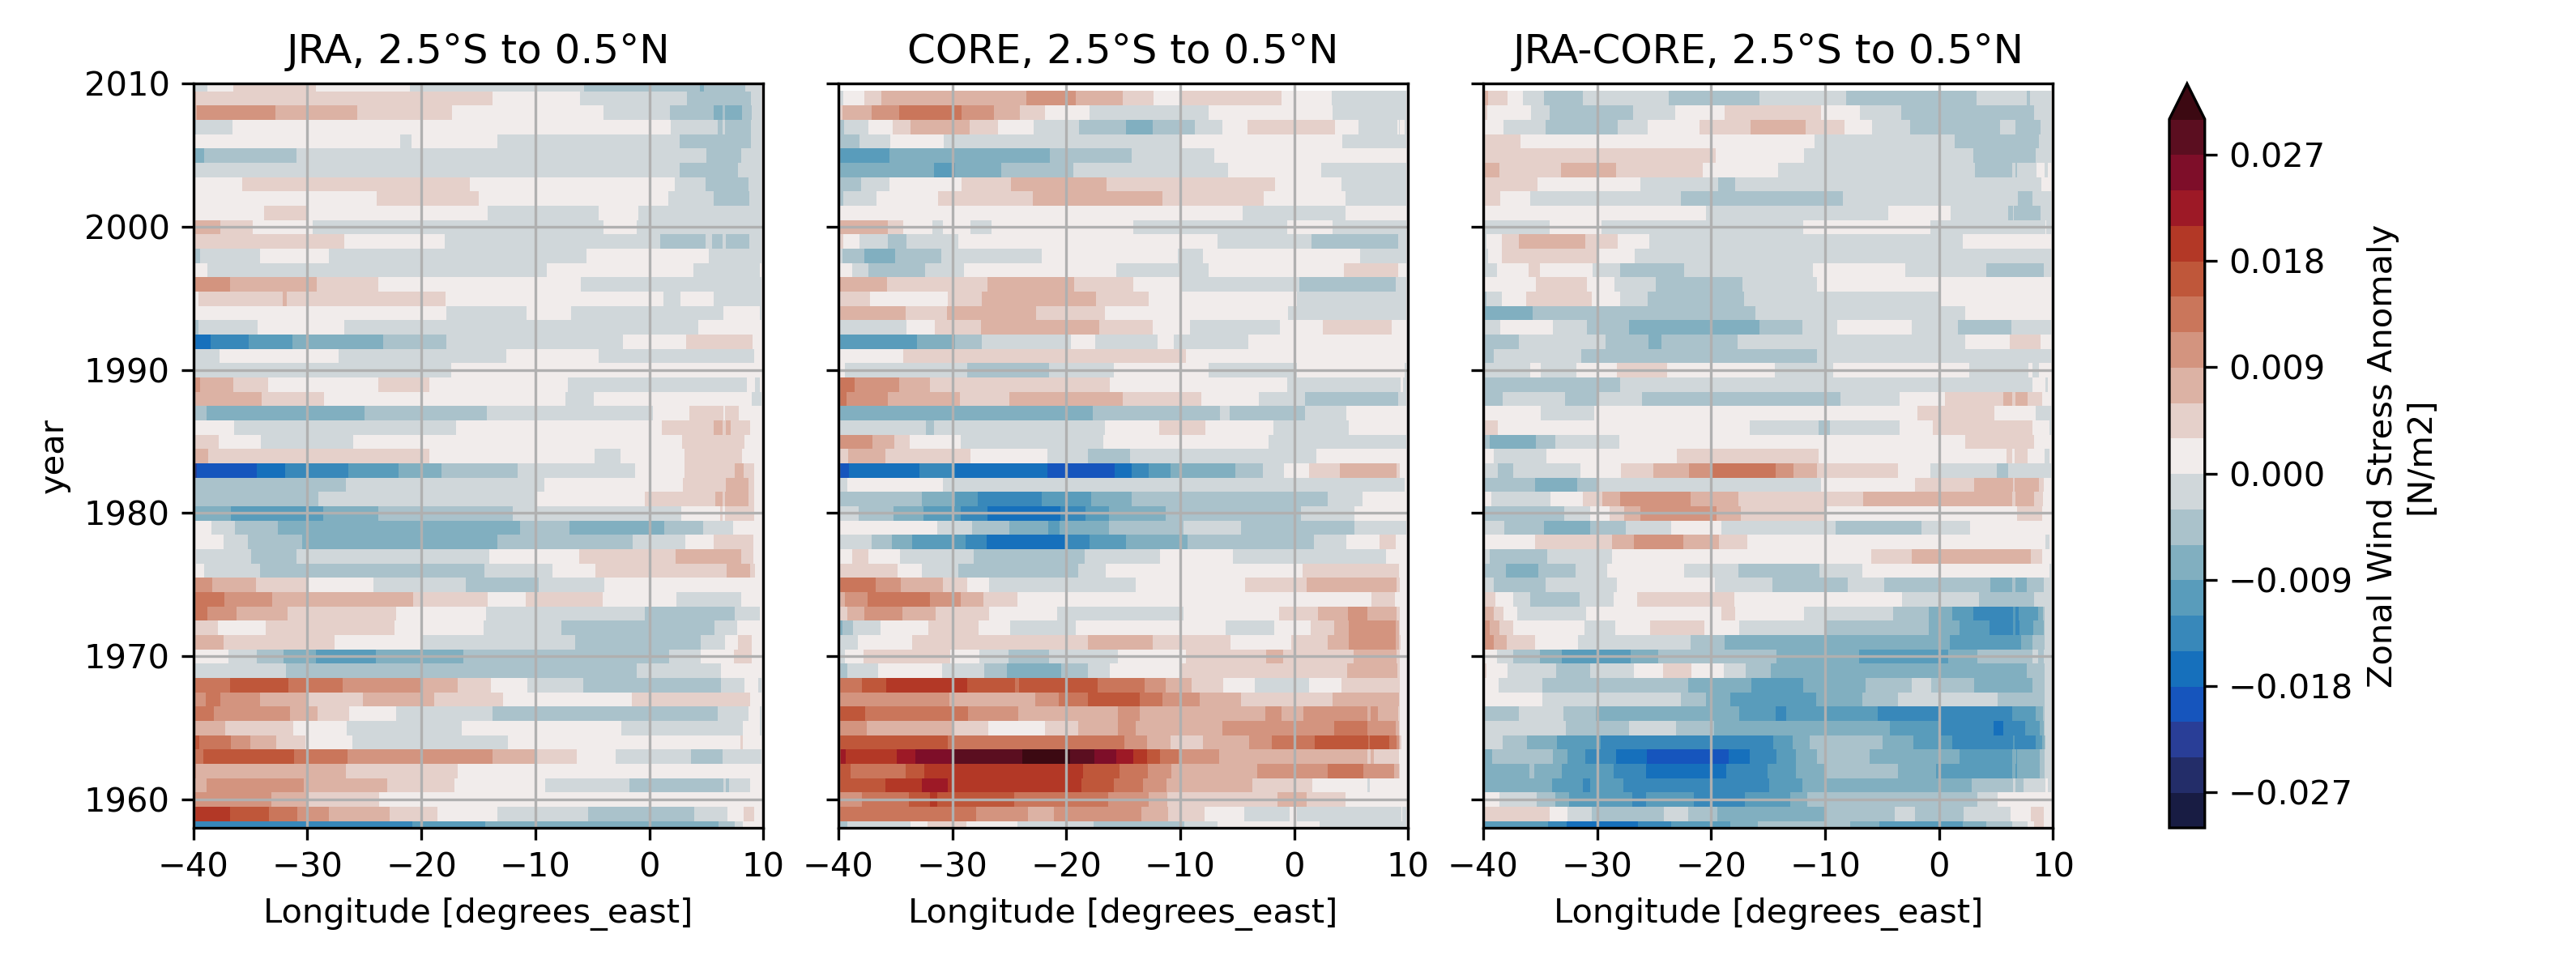 JRA, 2.5°S to 0.5°N
CORE, 2.5°S to 0.5°N
JRA-CORE, 2.5°S to 0.5°N
year
2010
2000
1990
1980
1970
1960
−40 −30 −20 −10 0 10
−40 −30 −20 −10 0 10
−40 −30 −20 −10 0 10
Longitude [degrees_east]
Longitude [degrees_east]
Longitude [degrees_east]
0.027
0.018
0.009
0.000
−0.009
−0.018
−0.027
Zonal Wind Stress Anomaly
[N/m2]